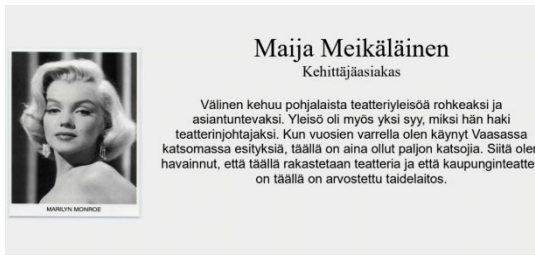 Maija Meikäläinen
Kehittäjäasiakas
Välinen kehuu pohjalaista teatteriyleisöä rohkeaksi ja
asiantuntevaksi. Yleisö oli myös yksi syy, miksi hän haki
teatterinjohtajaksi. Kun vuosien varrella olen käynyt Vaasassa
katsomassa esityksiä, täällä on aina ollut paljon katsojia. Siitä olen
havainnut, että täällä rakastetaan teatteria ja että kaupunginteatte
on täällä on arvostettu taidelaitos.
MARILYN MONROE